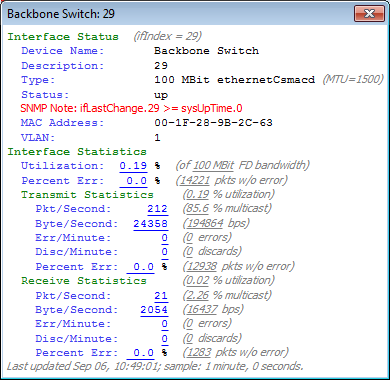 Backbone Switch: 29
Interface Status (ifIndex = 29)
Device Name: Backbone Switch
Description: 29
Type: 100 MBit ethernetCsmacd (MTU=1500)
Status: up
SNMP Note: ifLastChange.29 >= sysUpTime.0
MAC Address: 00-1F-28-9B-2C-63
VLAN: 1
Interface Statistics
Utilization: 0.19 % (of 100 MBit FD bandwidth)
Percent Err: 0.0 % (14221 pkts w/o error)
Transmit Statistics (0.19 % utilization)
Pkt/Second: 212 (85.6 % multicast)
Byte/Second: 24358 (194864 bps)
Err/Minute: 0 (0 errors)
Disc/Minute: 0 (0 discards)
Percent Err: 0.0 % (12938 pkts w/o error)
Receive Statistics (0.02 % utilization)
Pkt/Second: 21 (2.26 % multicast)
Byte/Second: 2054 (16437 bps)
Err/Minute: 0 (0 errors)
Disc/Minute: 0 (0 discards)
Percent Err: 0.0 % (1283 pkts w/o error)
Last updated Sep 06, 10:49:01; sample: 1 minute, 0 seconds.